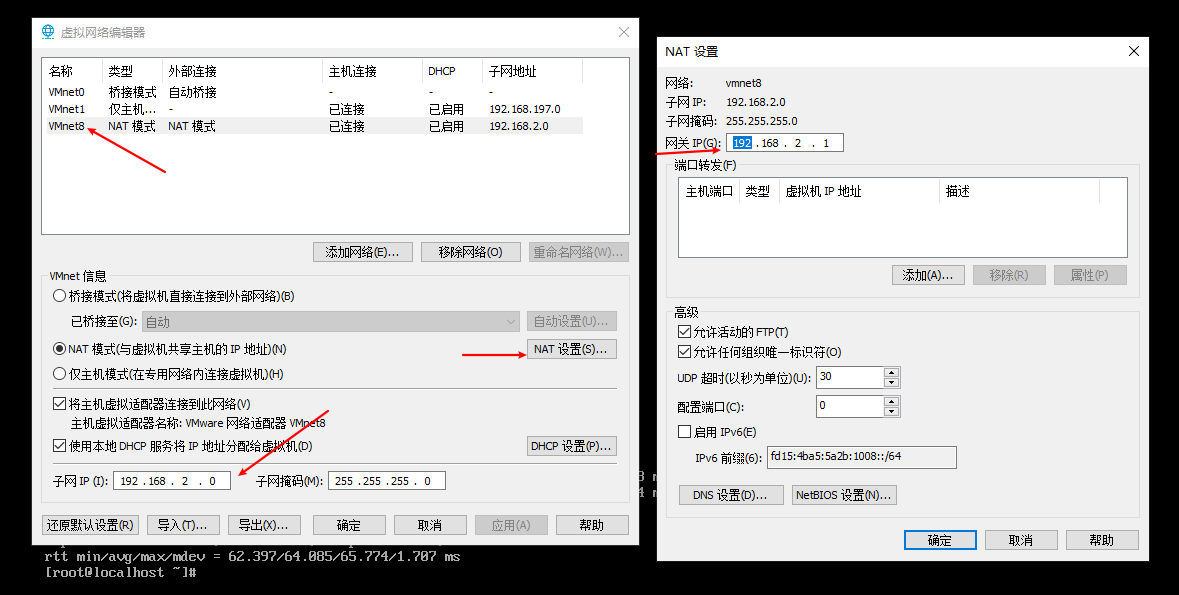 虚拟网络编辑器
名称 类型 外部连接 主机连接 DHCP 子网地址
VMnet0 桥接模式 自动桥接 - - -
VMnet1 仅主机... - 已连接 已启用 192.168.197.0
VMnet8 NAT 模式 NAT 模式 已连接 已启用 192.168.2.0
添加网络(E)... 移除网络(O) 重命名网络(W)...
VMnet 信息
桥接模式(将虚拟机直接连接到外部网络)(B)
已桥接至(G): 自动 自动设置(U)...
NAT 模式(与虚拟机共享主机的 IP 地址)(N) NAT 设置(S)...
仅主机模式(在专用网络内连接虚拟机)(H)
将主机虚拟适配器连接到此网络(V)
主机虚拟适配器名称: VMware 网络适配器 VMnet8
使用本地 DHCP 服务将 IP 地址分配给虚拟机(D) DHCP 设置(P)...
子网 IP (I): 192 .168 . 2 . 0 子网掩码(M): 255 .255 .255 . 0
还原默认设置(R) 导入(T)... 导出(X)... 确定 取消 应用(A) 帮助
rtt min/avg/max/mdev = 62.397/64.085/65.774/1.707 ms
[root@localhost ~]#
NAT 设置
网络: vmnet8
子网 IP: 192.168.2.0
子网掩码: 255.255.255.0
网关 IP(G): 192 .168 . 2 . 1
端口转发(F)
主机端口 类型 虚拟机 IP 地址 描述
添加(A)... 移除(R) 属性(P)
高级
允许活动的 FTP(T)
允许任何组织唯一标识符(O)
UDP 超时(以秒为单位)(U): 30
配置端口(C): 0
启用 IPv6(E)
IPv6 前缀(6): fd15:4ba5:5a2b:1008::/64
DNS 设置(D)... NetBIOS 设置(N)...
确定 取消 帮助